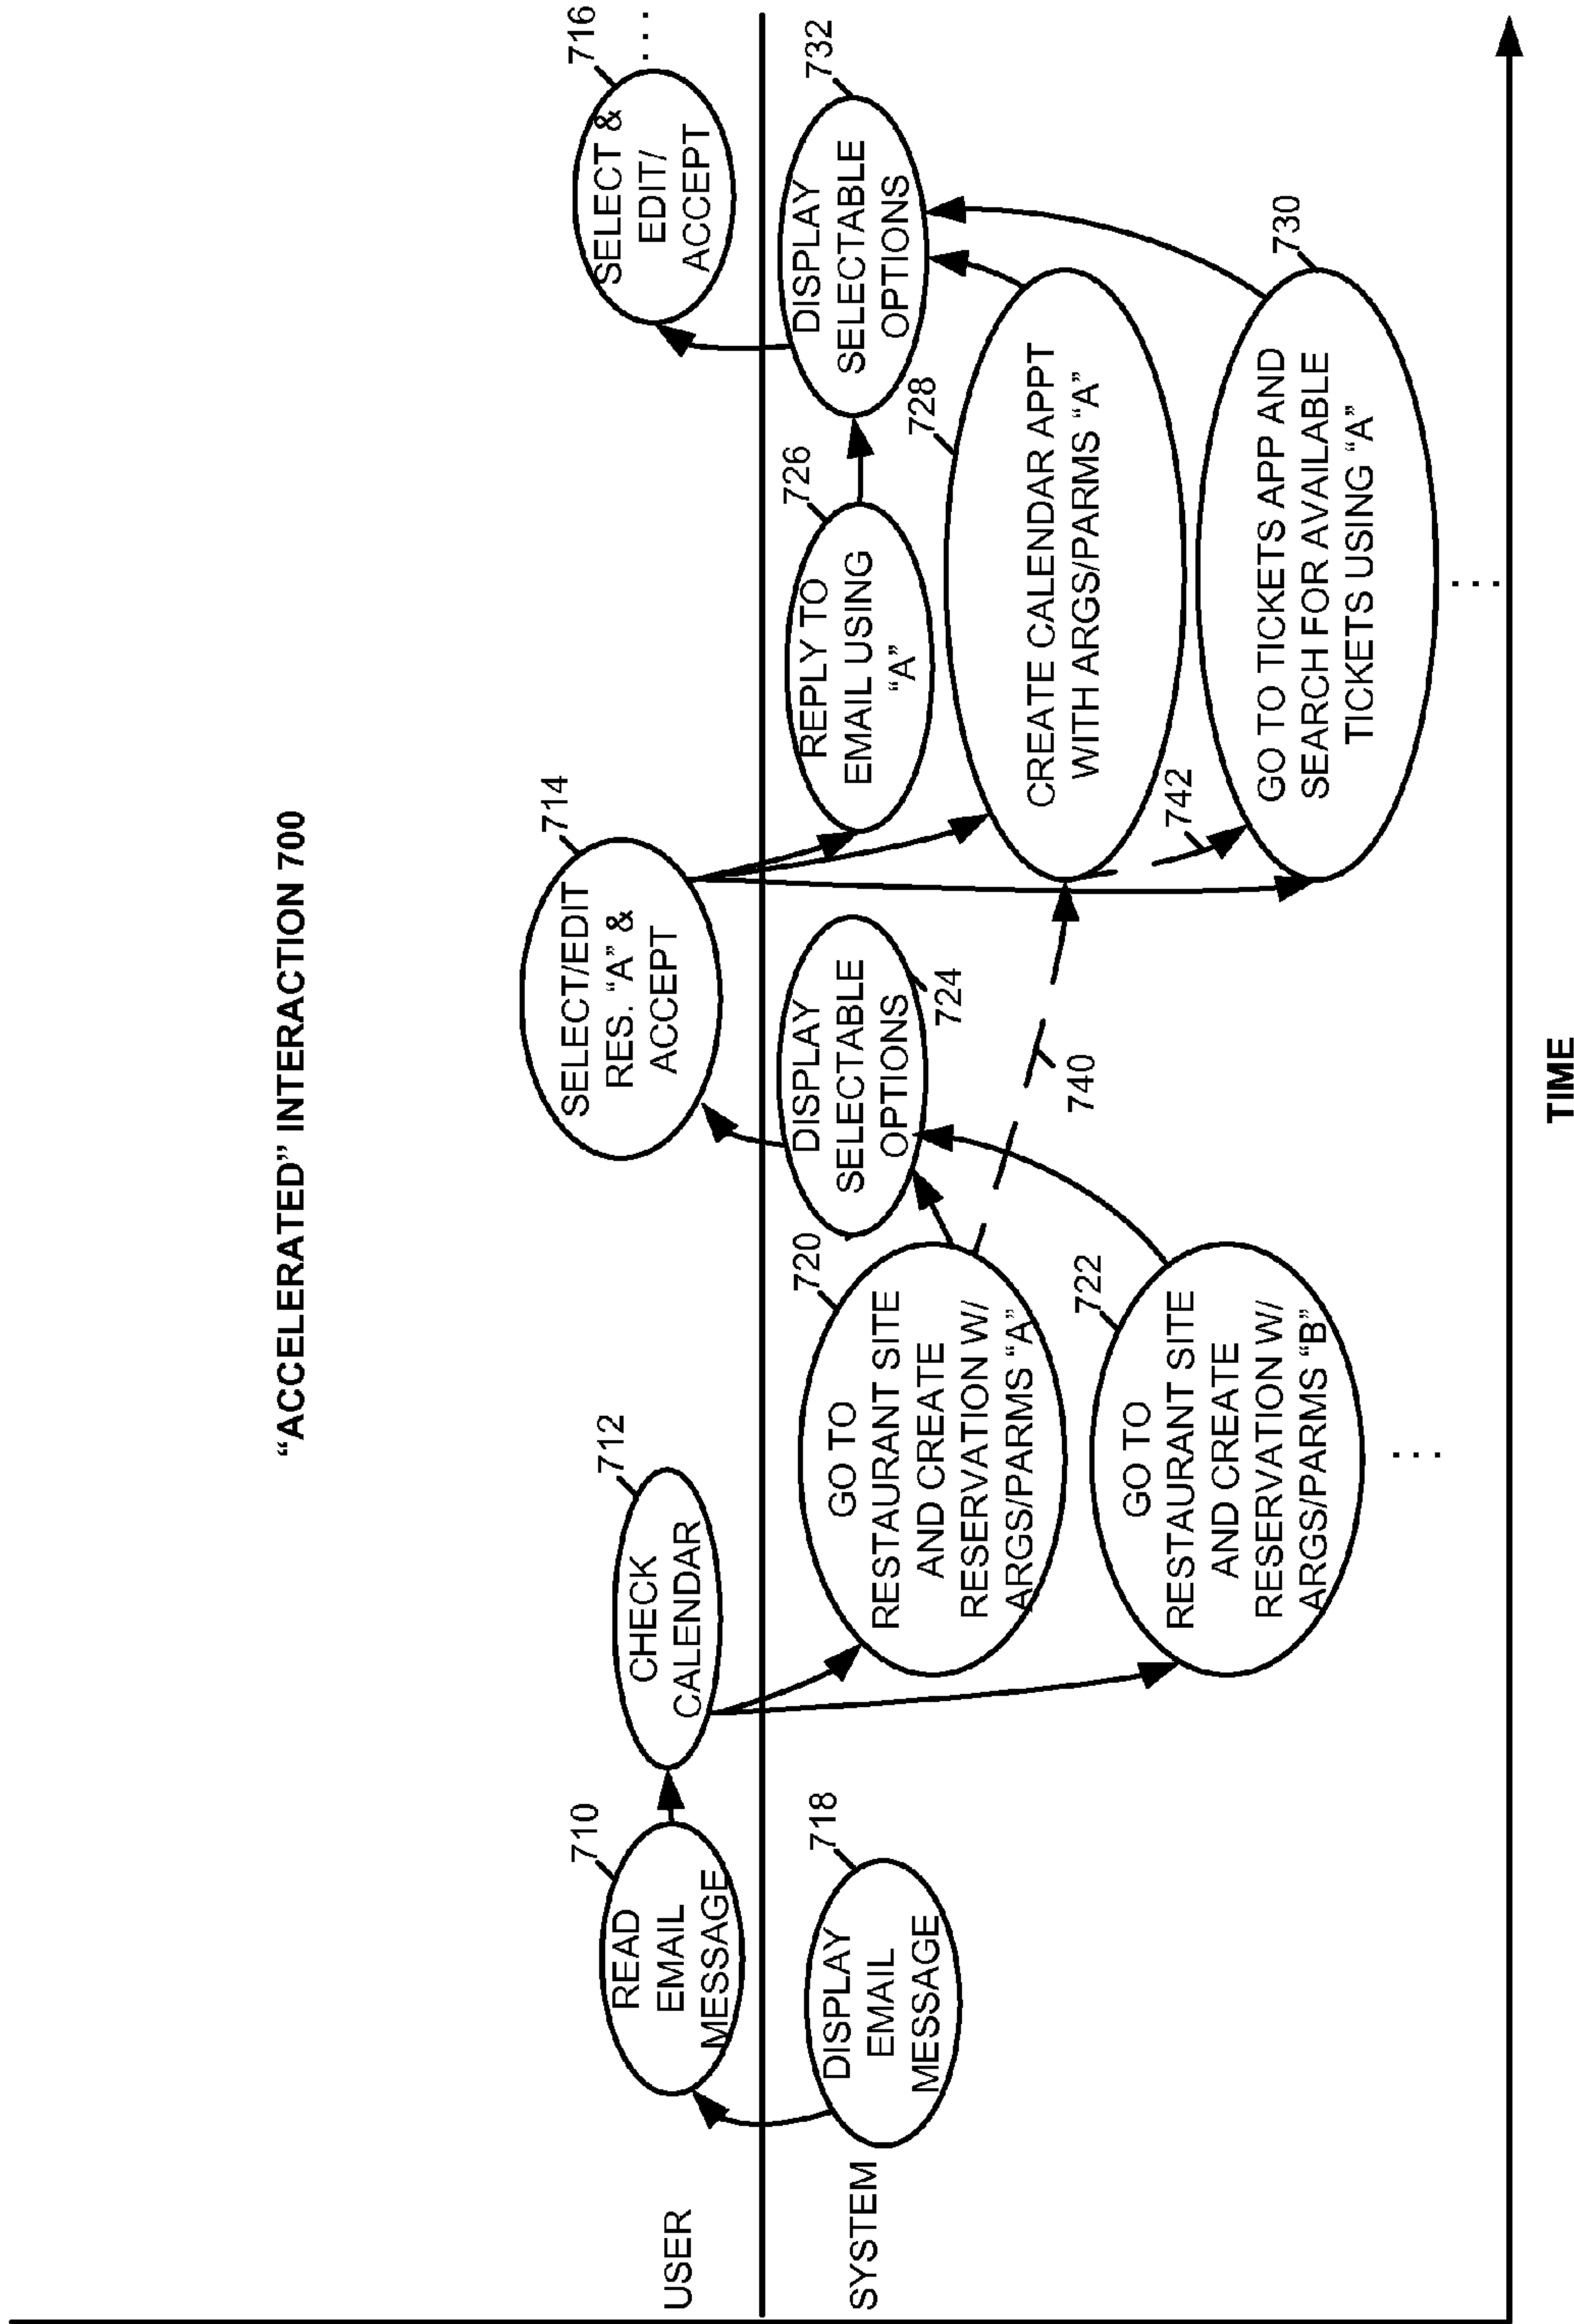 “ACCELERATED” INTERACTION 700
USER
710
READ
EMAIL
MESSAGE
712
CHECK
CALENDAR
714
SELECT/EDIT
RES. “A” &
ACCEPT
716
SELECT &
EDIT/
ACCEPT
. . .
SYSTEM
718
DISPLAY
EMAIL
MESSAGE
720
GO TO
RESTAURANT SITE
AND CREATE
RESERVATION W/
ARGS/PARMS “A”
722
GO TO
RESTAURANT SITE
AND CREATE
RESERVATION W/
ARGS/PARMS “B”
. . .
DISPLAY
SELECTABLE
OPTIONS
724
740
726
REPLY TO
EMAIL USING
“A”
728
CREATE CALENDAR APPT
WITH ARGS/PARMS “A”
742
730
GO TO TICKETS APP AND
SEARCH FOR AVAILABLE
TICKETS USING “A”
. . .
732
DISPLAY
SELECTABLE
OPTIONS
TIME